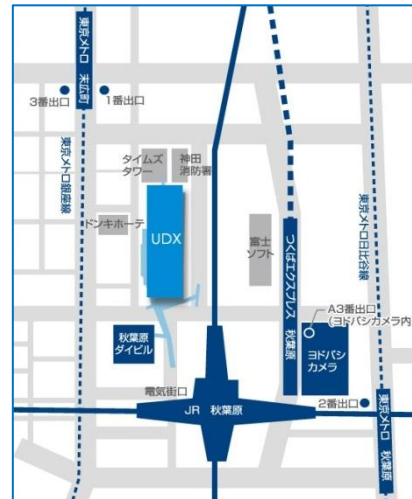 東京メトロ 末広町
3番出口
1番出口
東京メトロ銀座線
タイムズ
タワー
神田
消防署
UDX
ドンキホーテ
富士
ソフト
つくばエクスプレス 秋葉原
東京メトロ日比谷線
A3番出口
(ヨドバシカメラ内
ヨドバシ
カメラ
秋葉原
ダイビル
電気街口
JR 秋葉原
2番出口
東京メトロ 秋葉原